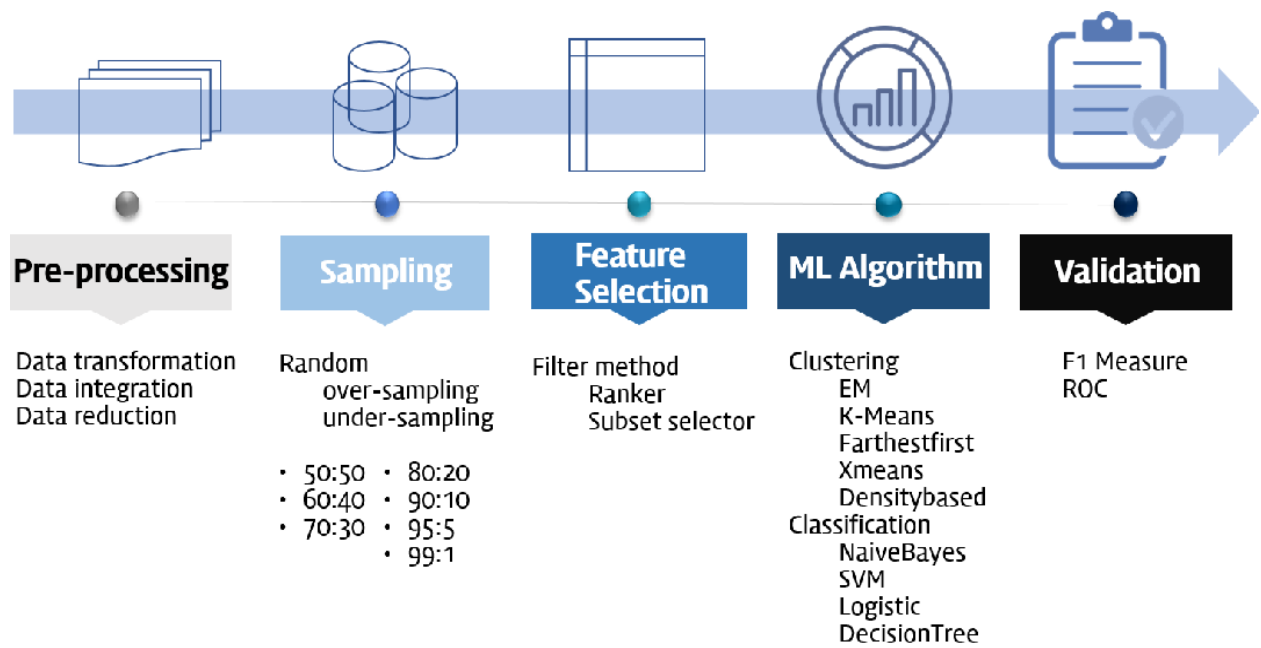 Pre-processing
Data transformation
Data integration
Data reduction
Sampling
Random
over-sampling
under-sampling
• 50:50
• 60:40
• 70:30
• 80:20
• 90:10
• 95:5
• 99:1
Feature
Selection
Filter method
Ranker
Subset selector
ML Algorithm
Clustering
EM
K-Means
Farthestfirst
Xmeans
Densitybased
Classification
NaiveBayes
SVM
Logistic
DecisionTree
Validation
F1 Measure
ROC